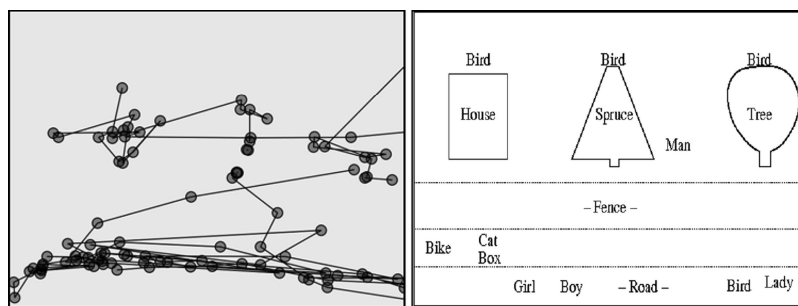 Bird Bird Bird
House Spruce Tree
Man
– Fence –
Cat
Bike
Box
Girl Boy – Road – Bird Lady